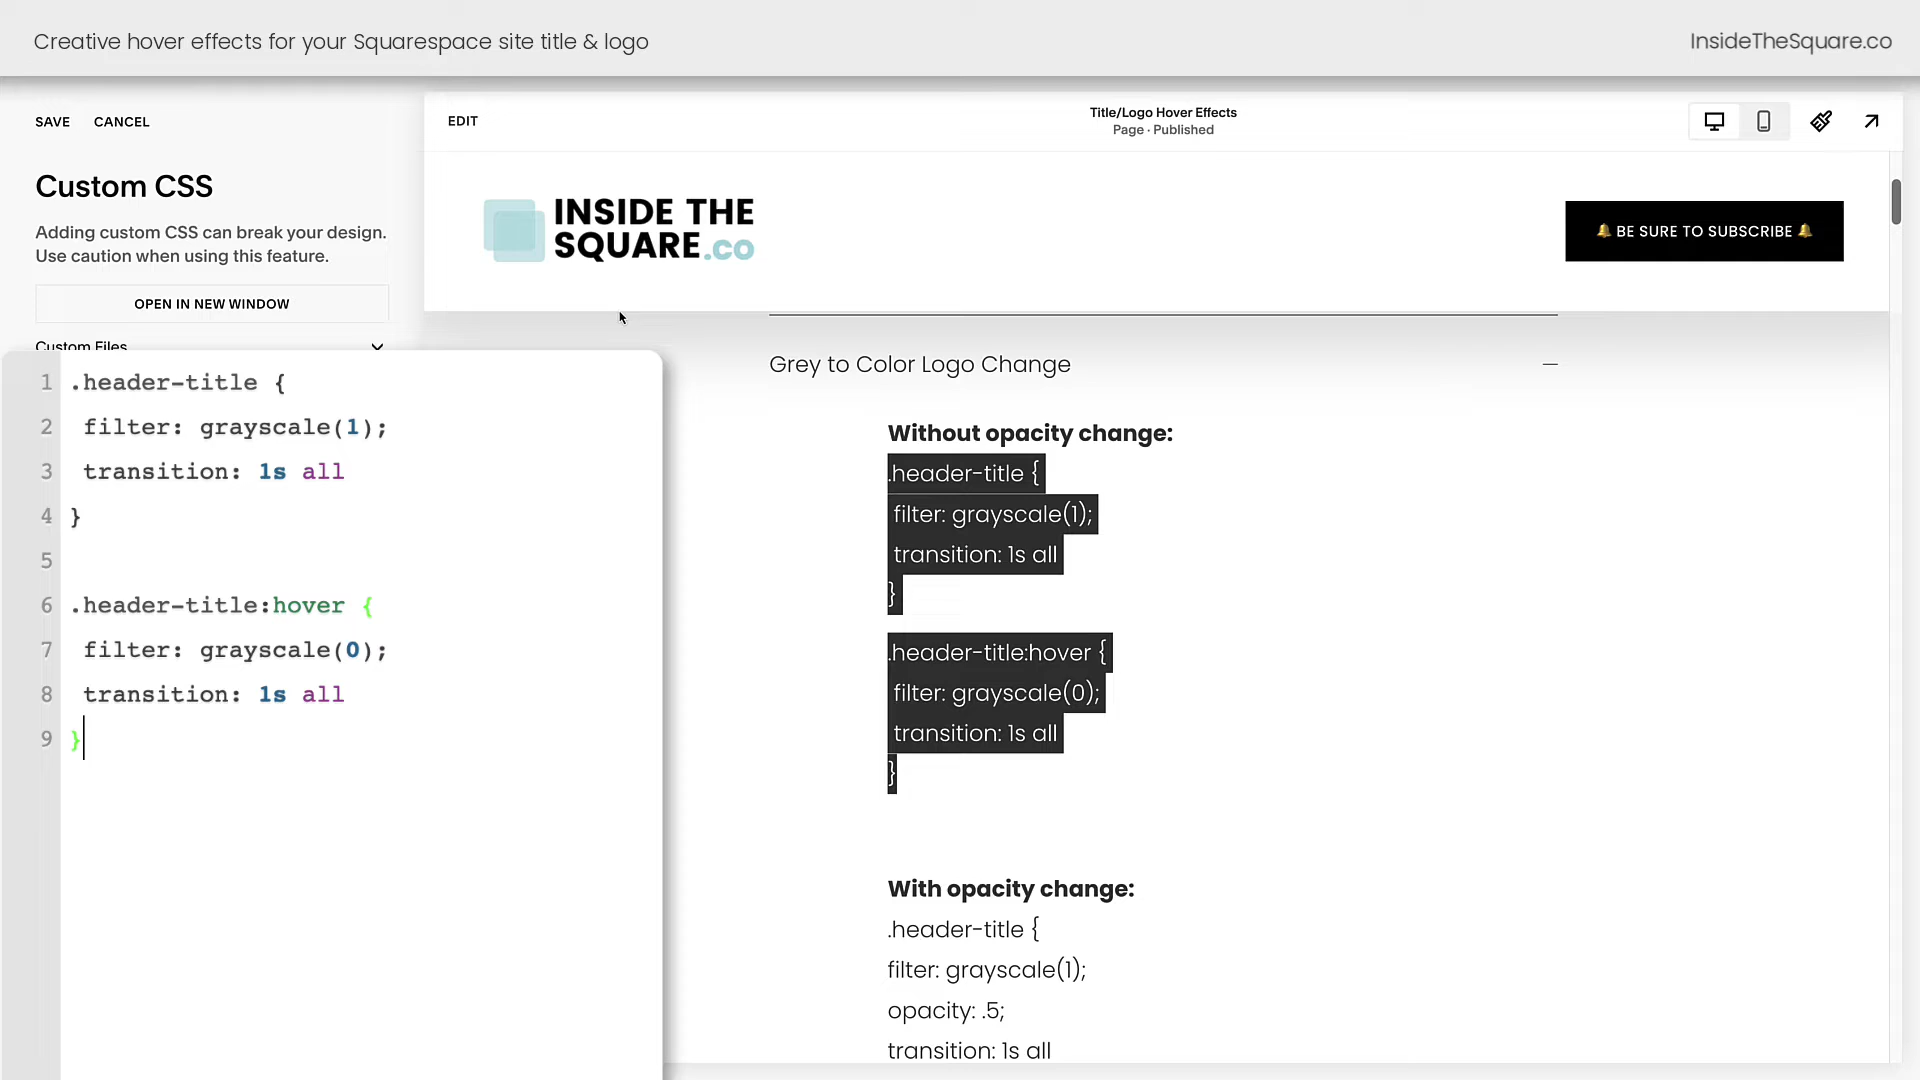 Creative hover effects for your Squarespace site title & logo
InsideTheSquare.co
SAVE CANCEL
Custom CSS
Adding custom CSS can break your design.
Use caution when using this feature.
OPEN IN NEW WINDOW
Custom Files
1 .header-title {
2 filter: grayscale(1);
3 transition: 1s all
4 }
5
6 .header-title:hover {
7 filter: grayscale(0);
8 transition: 1s all
9 }
EDIT
Title/Logo Hover Effects
Page · Published
INSIDE THE
SQUARE.co
🔔 BE SURE TO SUBSCRIBE 🔔
Grey to Color Logo Change
Without opacity change:
.header-title {
filter: grayscale(1);
transition: 1s all
}
.header-title:hover {
filter: grayscale(0);
transition: 1s all
}
With opacity change:
.header-title {
filter: grayscale(1);
opacity: .5;
transition: 1s all